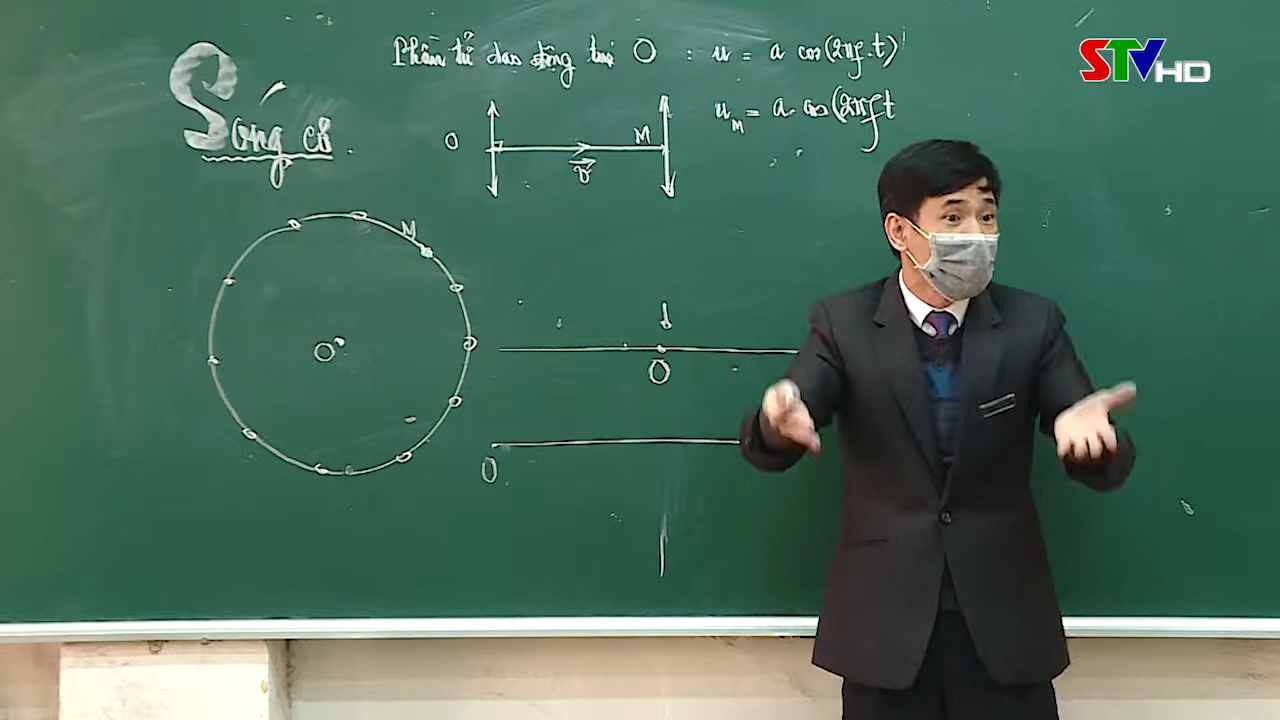 STV HD
Phần tử dao động tại O : u = a cos(2πf.t)
Sóng cơ.
u_M = a. cos(2πft
O M
v⃗
M
O
O
O